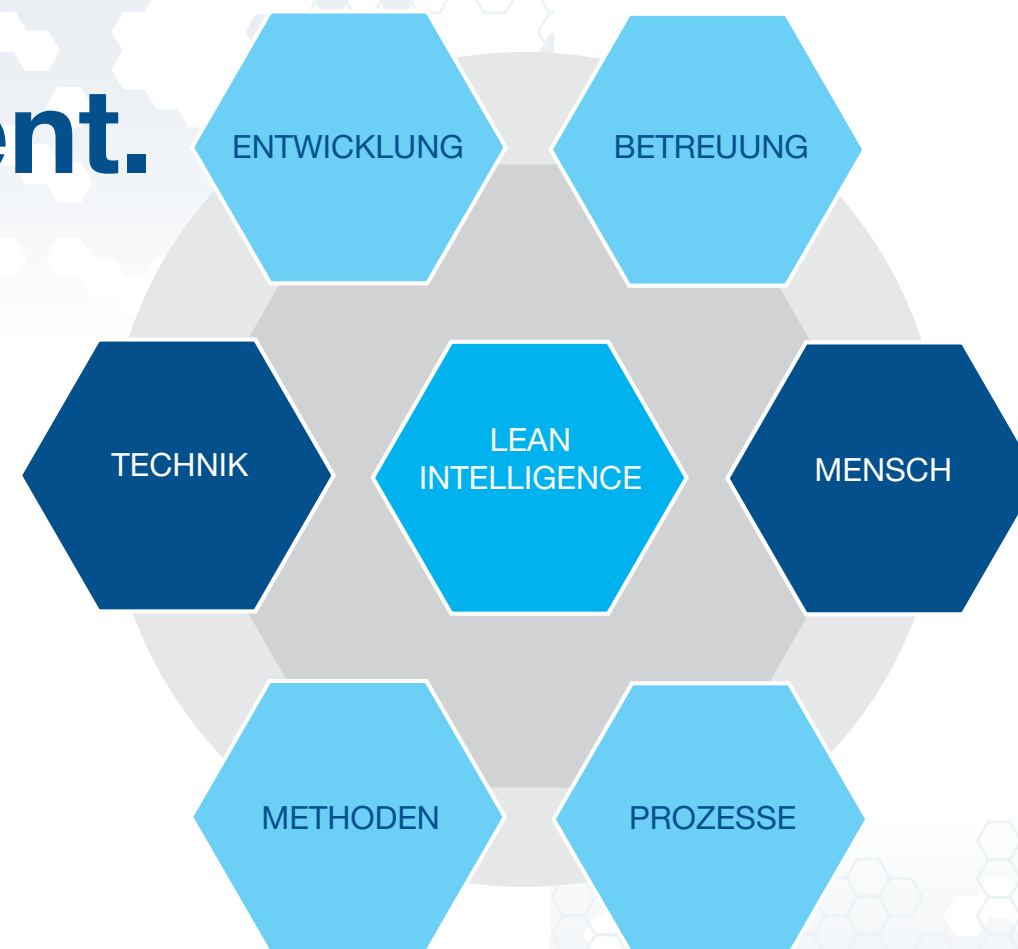 ent.
ENTWICKLUNG
BETREUUNG
TECHNIK
LEAN
INTELLIGENCE
MENSCH
METHODEN
PROZESSE